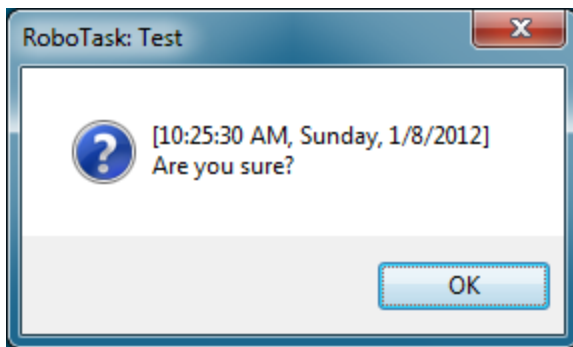 RoboTask: Test
[10:25:30 AM, Sunday, 1/8/2012]
Are you sure?
OK